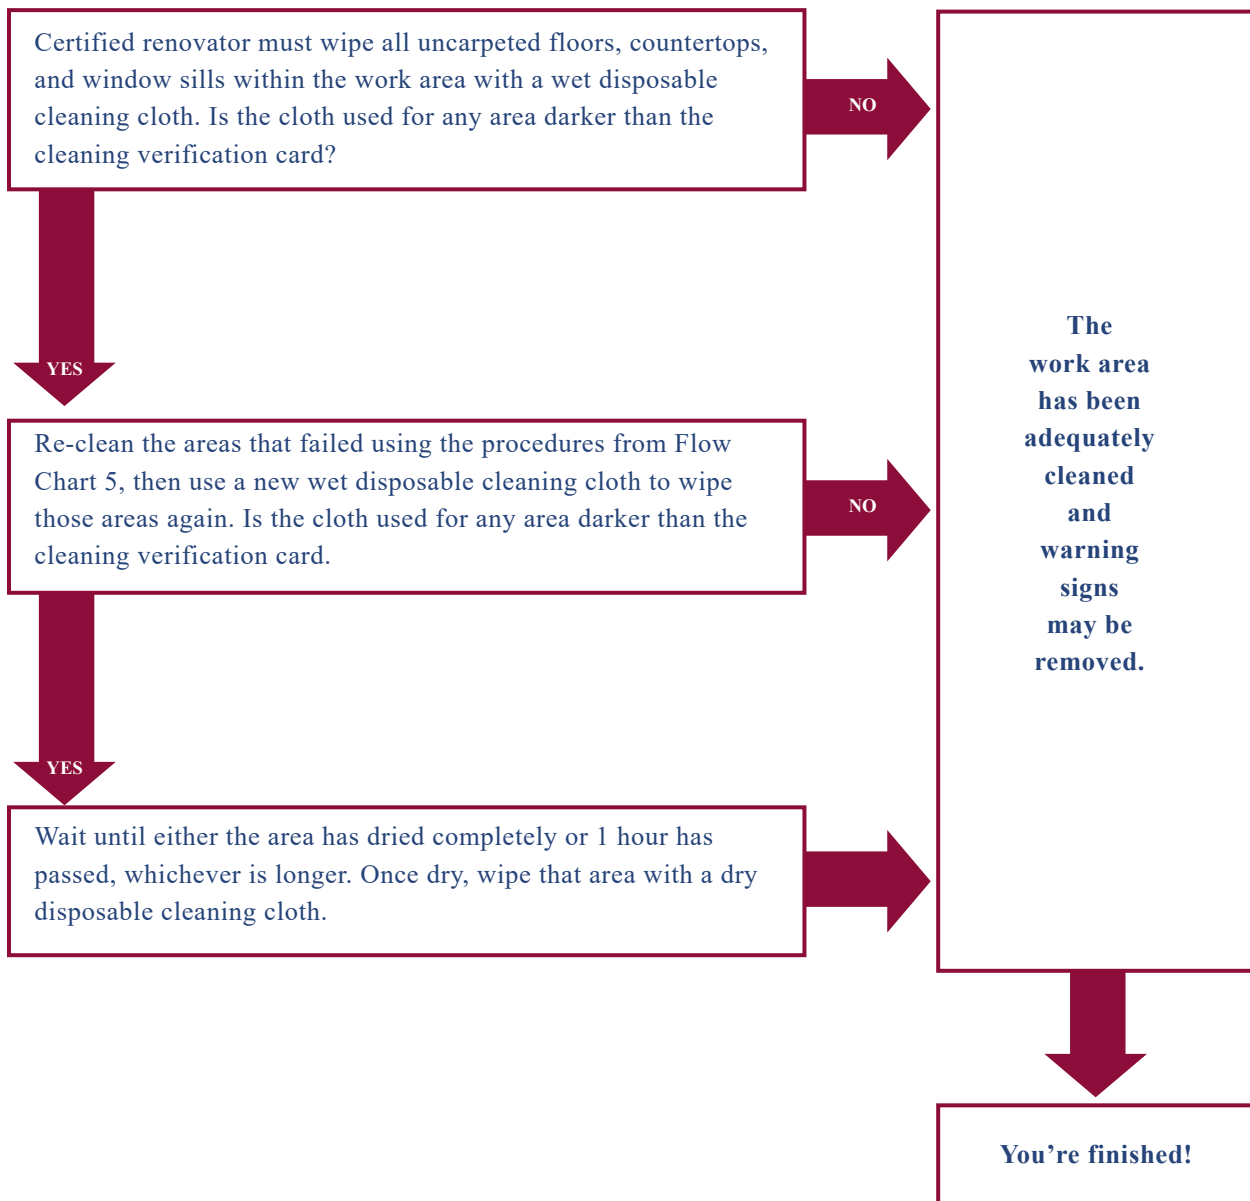 Certified renovator must wipe all uncarpeted floors, countertops,
and window sills within the work area with a wet disposable
cleaning cloth. Is the cloth used for any area darker than the
cleaning verification card?
NO
YES
Re-clean the areas that failed using the procedures from Flow
Chart 5, then use a new wet disposable cleaning cloth to wipe
those areas again. Is the cloth used for any area darker than the
cleaning verification card.
NO
YES
Wait until either the area has dried completely or 1 hour has
passed, whichever is longer. Once dry, wipe that area with a dry
disposable cleaning cloth.
The
work area
has been
adequately
cleaned
and
warning
signs
may be
removed.
You’re finished!